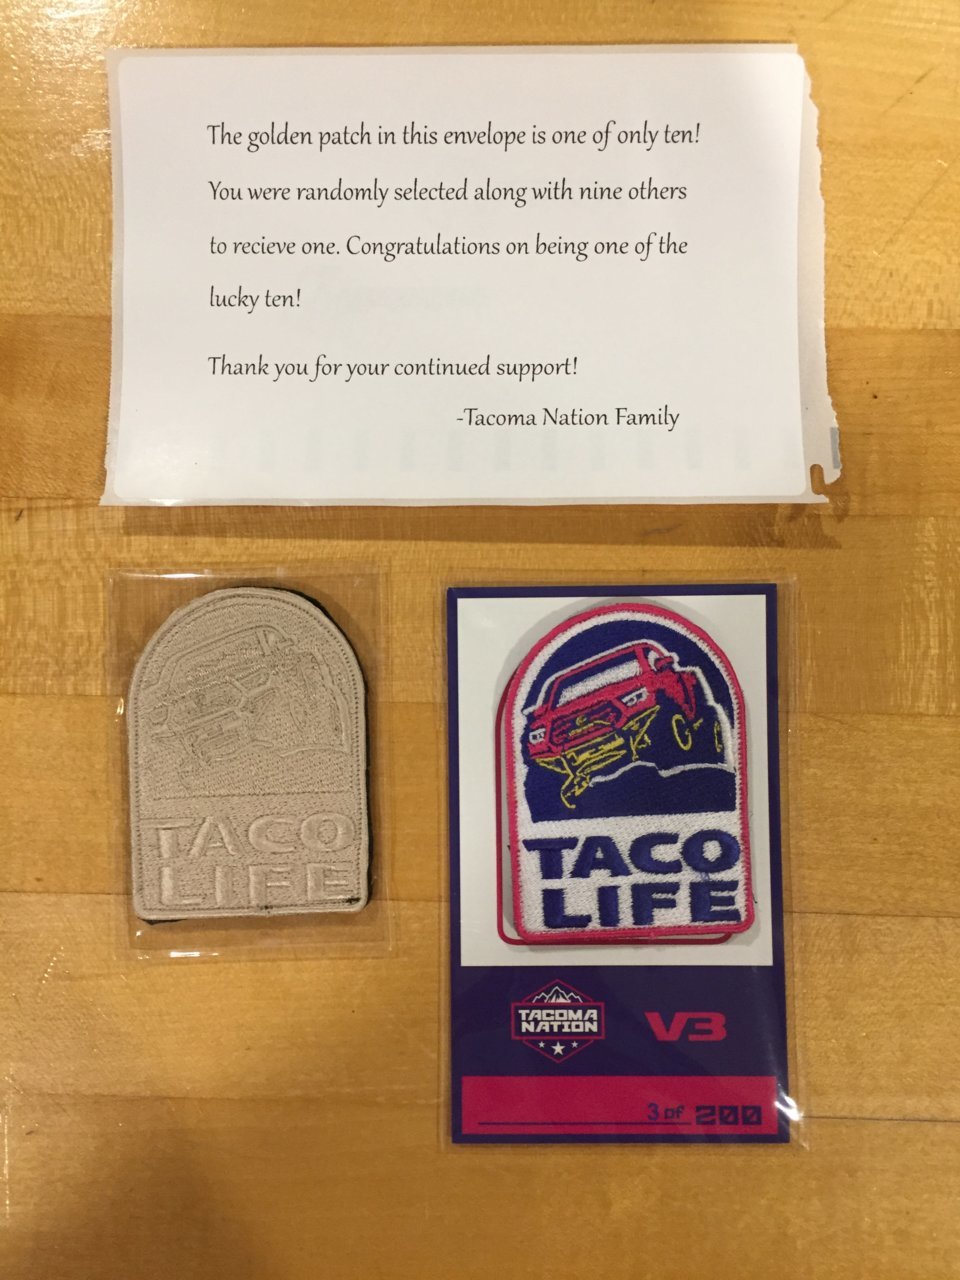 The golden patch in this envelope is one of only ten!
You were randomly selected along with nine others
to recieve one. Congratulations on being one of the
lucky ten!
Thank you for your continued support!
-Tacoma Nation Family
TACO
LIFE
TACO
LIFE
TACOMA
NATION
V3
3 of 200